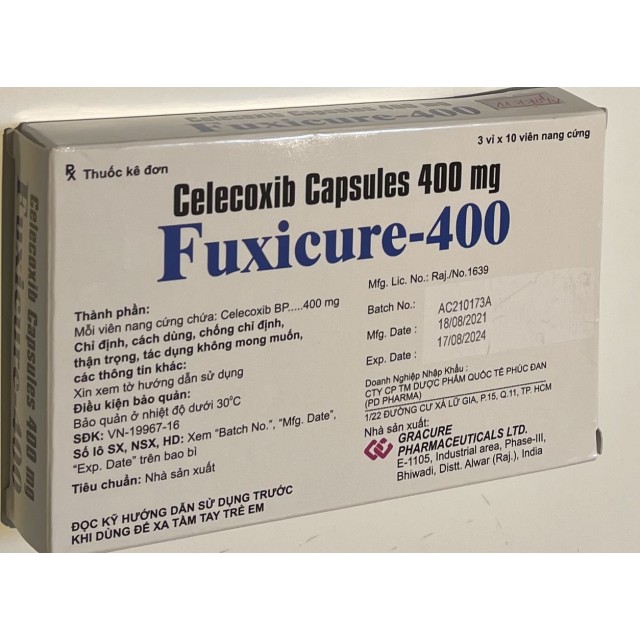 Celecoxib Capsules 400 mg
Fuxicure-400
3 vỉ x 10 viên nang cứng
Rx Thuốc kê đơn
Celecoxib Capsules 400 mg
Fuxicure-400
Mfg. Lic. No.: Raj./No.1639
Batch No.: AC210173A
Mfg. Date : 18/08/2021
Exp. Date : 17/08/2024
Thành phần:
Mỗi viên nang cứng chứa: Celecoxib BP.....400 mg
Chỉ định, cách dùng, chống chỉ định,
thận trọng, tác dụng không mong muốn,
các thông tin khác:
Xin xem tờ hướng dẫn sử dụng
Điều kiện bảo quản:
Bảo quản ở nhiệt độ dưới 30°C
SĐK: VN-19967-16
Số lô SX, NSX, HD: Xem “Batch No.”, “Mfg. Date”,
“Exp. Date” trên bao bì
Tiêu chuẩn: Nhà sản xuất
ĐỌC KỸ HƯỚNG DẪN SỬ DỤNG TRƯỚC
KHI DÙNG ĐỂ XA TẦM TAY TRẺ EM
Doanh Nghiệp Nhập Khẩu :
CTY CP TM DƯỢC PHẨM QUỐC TẾ PHÚC ĐAN
(PD PHARMA)
1/22 ĐƯỜNG CƯ XÁ LỮ GIA, P.15, Q.11, TP. HCM
Nhà sản xuất:
GRACURE
PHARMACEUTICALS LTD.
E-1105, Industrial area, Phase-III,
Bhiwadi, Distt. Alwar (Raj.), India
Celecoxib Capsules 400 mg
Fuxicure-400